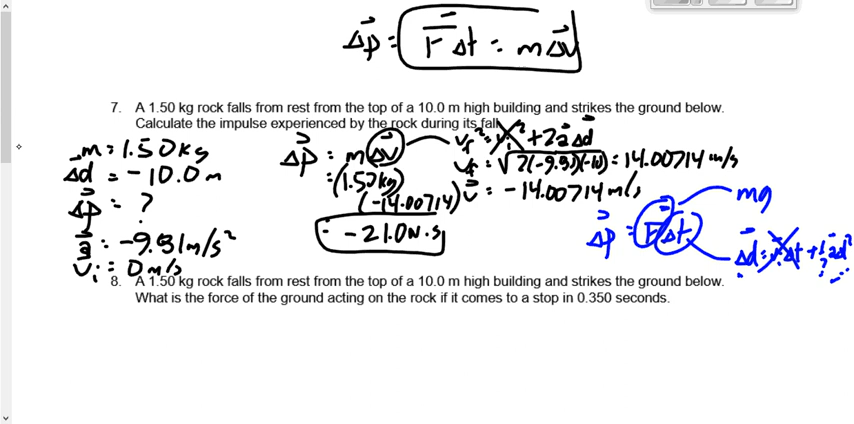 Δp⃗ = F⃗ Δt = mΔv⃗
7. A 1.50 kg rock falls from rest from the top of a 10.0 m high building and strikes the ground below.
Calculate the impulse experienced by the rock during its fall
m = 1.50 kg
Δd⃗ = -10.0 m
Δp⃗ = ?
a⃗ = -9.81 m/s²
v⃗i = 0 m/s
Δp⃗ = mΔv⃗
= (1.50 kg)
(-14.00714)
= -21.0 N·s
vf² = vi² + 2a⃗Δd⃗
vf = √2(-9.81)(-10) = 14.00714 m/s
v⃗ = -14.00714 m/s
Δp⃗ = F⃗Δt
mg
Δd⃗ = v⃗iΔt + ½
?
8. A 1.50 kg rock falls from rest from the top of a 10.0 m high building and strikes the ground below.
What is the force of the ground acting on the rock if it comes to a stop in 0.350 seconds.